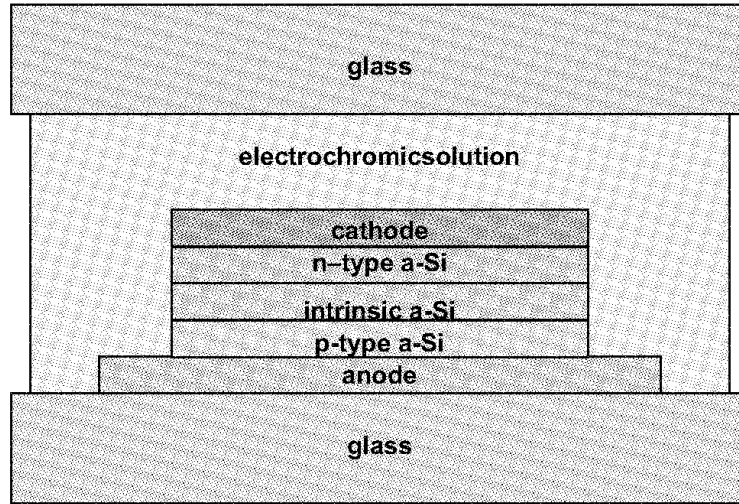 glass
electrochromicsolution
cathode
n–type a-Si
intrinsic a-Si
p-type a-Si
anode
glass